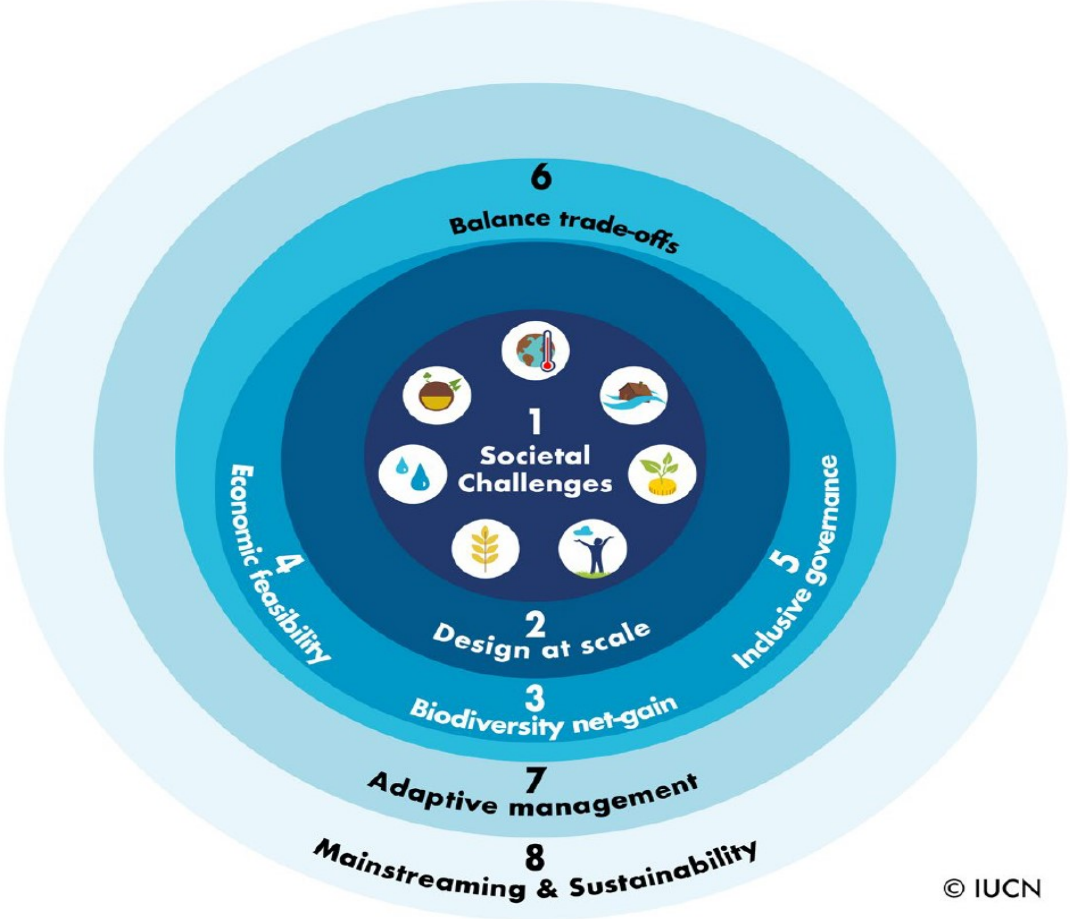 6
Balance trade-offs
1
Societal
Challenges
4
Economic feasibility
5
Inclusive governance
2
Design at scale
3
Biodiversity net-gain
7
Adaptive management
8
Mainstreaming & Sustainability
© IUCN